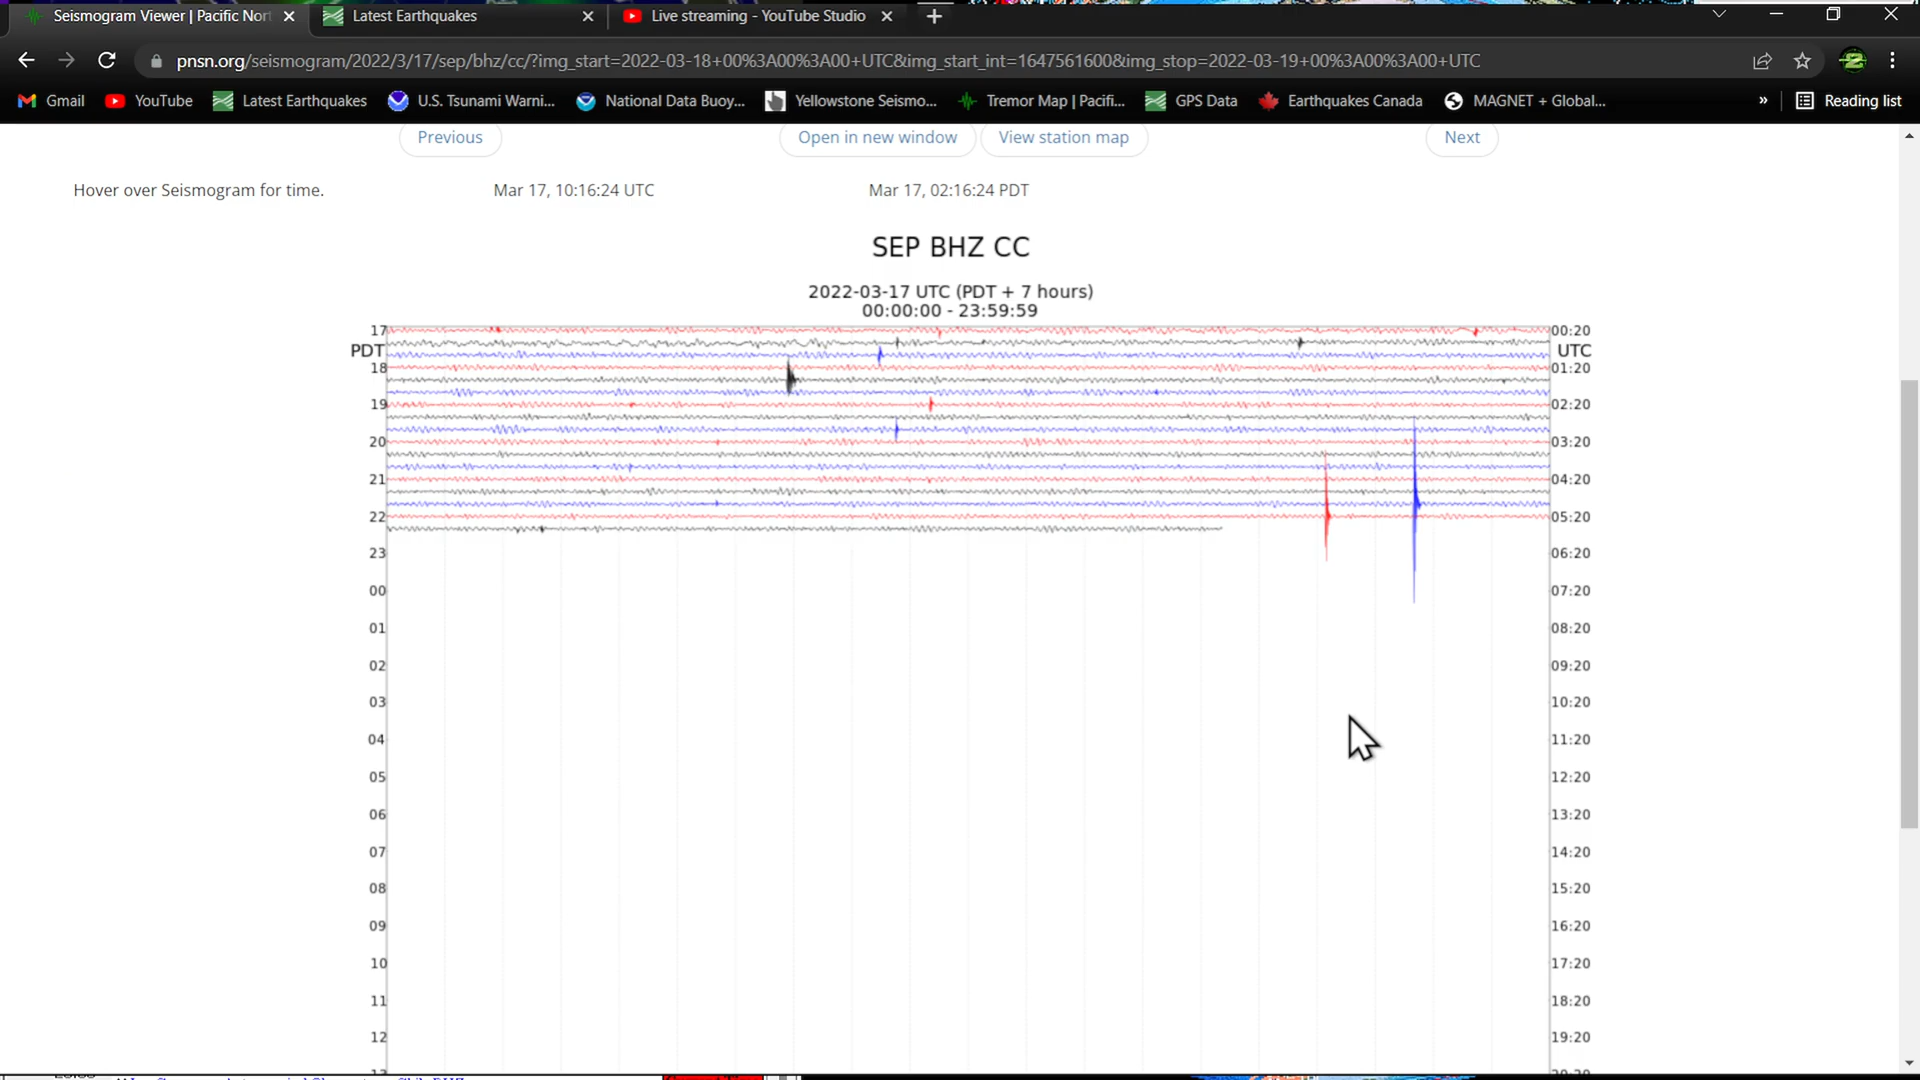 Seismogram Viewer | Pacific Nort
Latest Earthquakes
Live streaming - YouTube Studio
pnsn.org/seismogram/2022/3/17/sep/bhz/cc/?img_start=2022-03-18+00%3A00%3A00+UTC&img_start_int=1647561600&img_stop=2022-03-19+00%3A00%3A00+UTC
Gmail
YouTube
Latest Earthquakes
U.S. Tsunami Warni...
National Data Buoy...
Yellowstone Seismo...
Tremor Map | Pacifi...
GPS Data
Earthquakes Canada
MAGNET + Global...
»
Reading list
Previous
Open in new window
View station map
Next
Hover over Seismogram for time.
Mar 17, 10:16:24 UTC
Mar 17, 02:16:24 PDT
SEP BHZ CC
2022-03-17 UTC (PDT + 7 hours)
00:00:00 - 23:59:59
17 00:20
PDT UTC
18 01:20
19 02:20
20 03:20
21 04:20
22 05:20
23 06:20
00 07:20
01 08:20
02 09:20
03 10:20
04 11:20
05 12:20
06 13:20
07 14:20
08 15:20
09 16:20
10 17:20
11 18:20
12 19:20